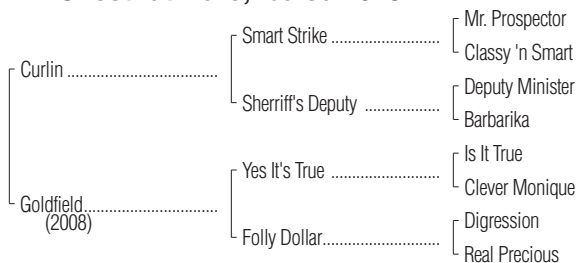 Mr. Prospector
Smart Strike ........................
Classy 'n Smart
Curlin ..................................
Deputy Minister
Sherriff's Deputy .................
Barbarika
Is It True
Yes It's True ........................
Clever Monique
Goldfield..............................
(2008)
Digression
Folly Dollar..........................
Real Precious